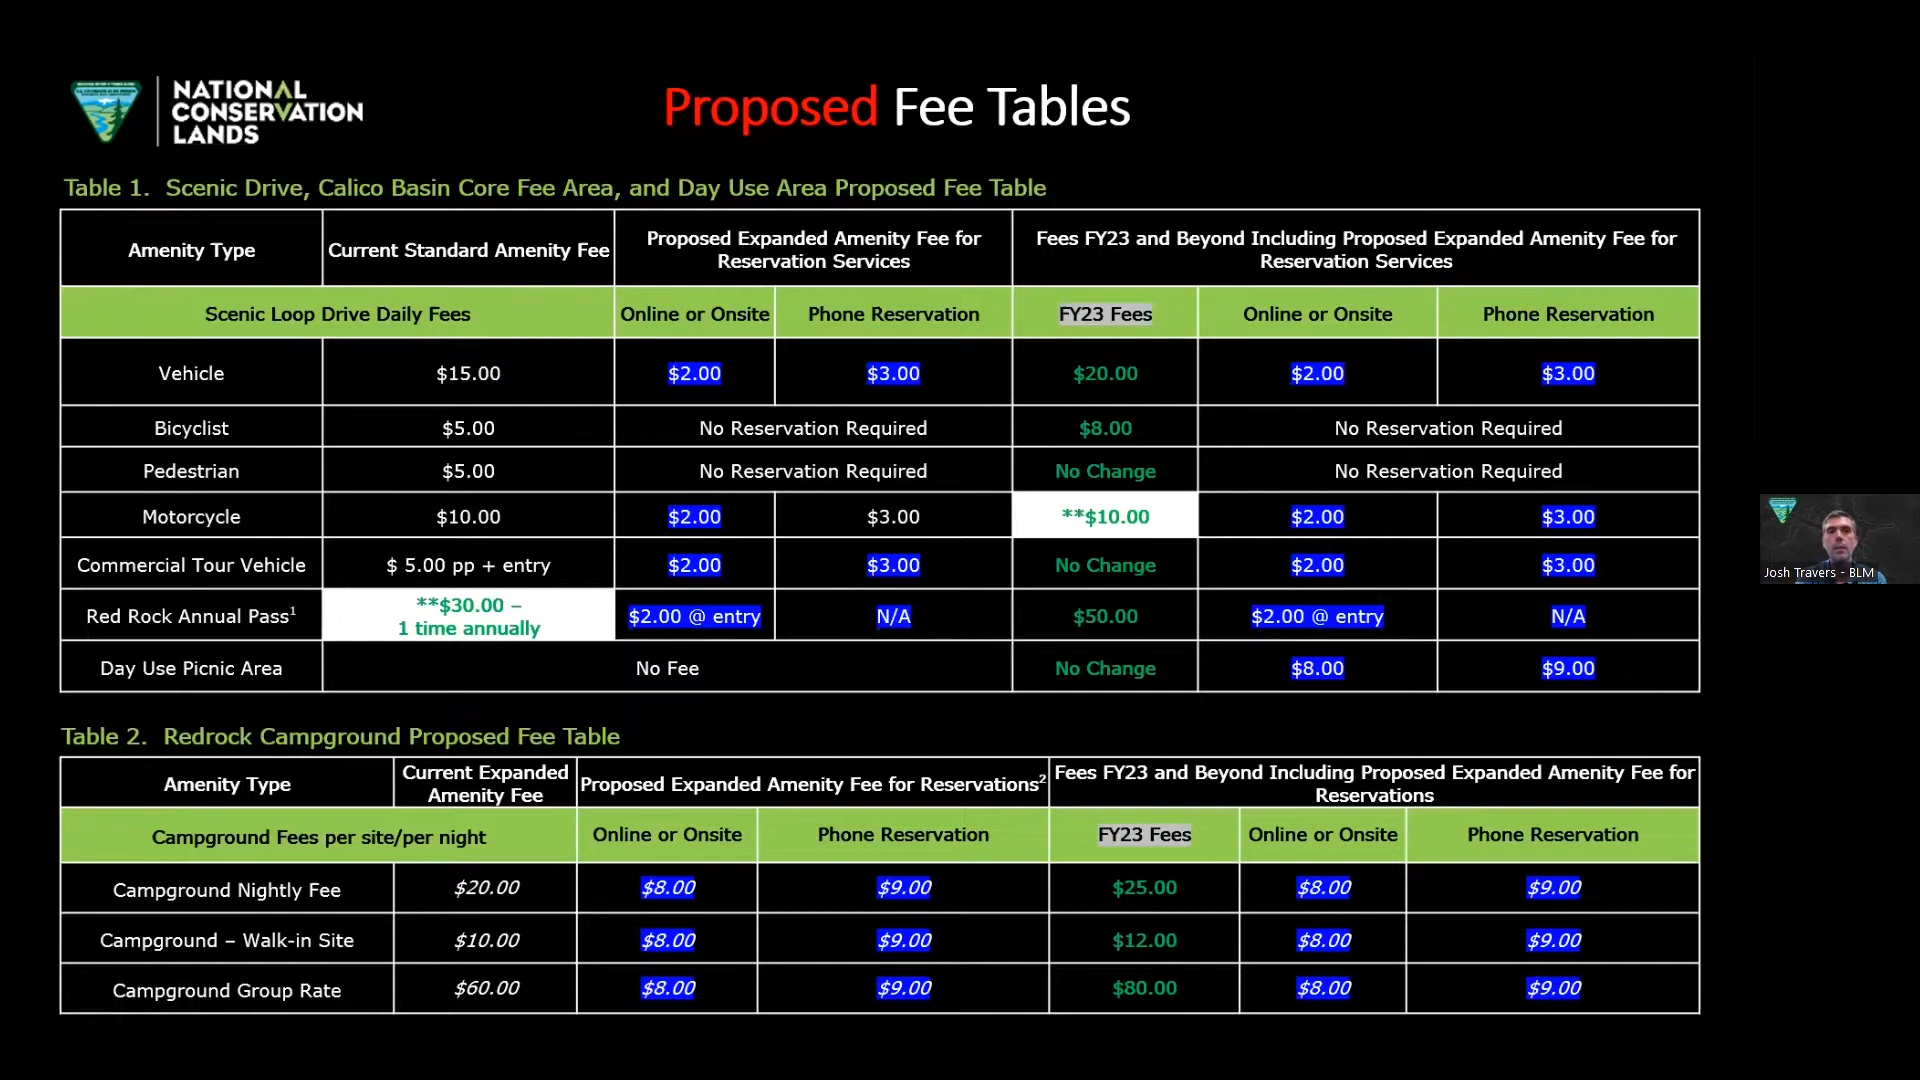 NATIONAL
CONSERVATION
LANDS
Proposed Fee Tables
Table 1. Scenic Drive, Calico Basin Core Fee Area, and Day Use Area Proposed Fee Table
Amenity Type
Current Standard Amenity Fee
Proposed Expanded Amenity Fee for
Reservation Services
Fees FY23 and Beyond Including Proposed Expanded Amenity Fee for
Reservation Services
Scenic Loop Drive Daily Fees
Online or Onsite
Phone Reservation
FY23 Fees
Online or Onsite
Phone Reservation
Vehicle
$15.00
$2.00
$3.00
$20.00
$2.00
$3.00
Bicyclist
$5.00
No Reservation Required
$8.00
No Reservation Required
Pedestrian
$5.00
No Reservation Required
No Change
No Reservation Required
Motorcycle
$10.00
$2.00
$3.00
**$10.00
$2.00
$3.00
Commercial Tour Vehicle
$ 5.00 pp + entry
$2.00
$3.00
No Change
$2.00
$3.00
Red Rock Annual Pass1
**$30.00 –
1 time annually
$2.00 @ entry
N/A
$50.00
$2.00 @ entry
N/A
Day Use Picnic Area
No Fee
No Change
$8.00
$9.00
Table 2. Redrock Campground Proposed Fee Table
Amenity Type
Current Expanded
Amenity Fee
Proposed Expanded Amenity Fee for Reservations2
Fees FY23 and Beyond Including Proposed Expanded Amenity Fee for
Reservations
Campground Fees per site/per night
Online or Onsite
Phone Reservation
FY23 Fees
Online or Onsite
Phone Reservation
Campground Nightly Fee
$20.00
$8.00
$9.00
$25.00
$8.00
$9.00
Campground – Walk-in Site
$10.00
$8.00
$9.00
$12.00
$8.00
$9.00
Campground Group Rate
$60.00
$8.00
$9.00
$80.00
$8.00
$9.00
Josh Travers - BLM